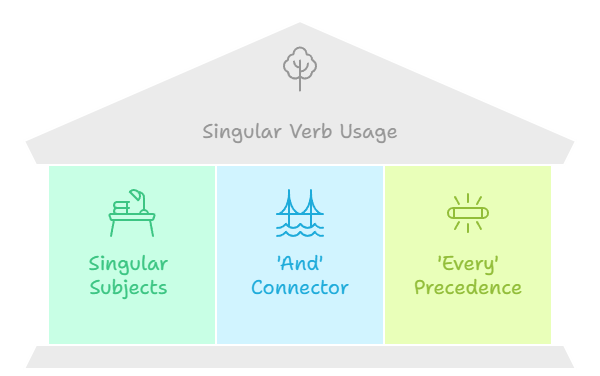 Singular Verb Usage
Singular
Subjects
'And'
Connector
'Every'
Precedence